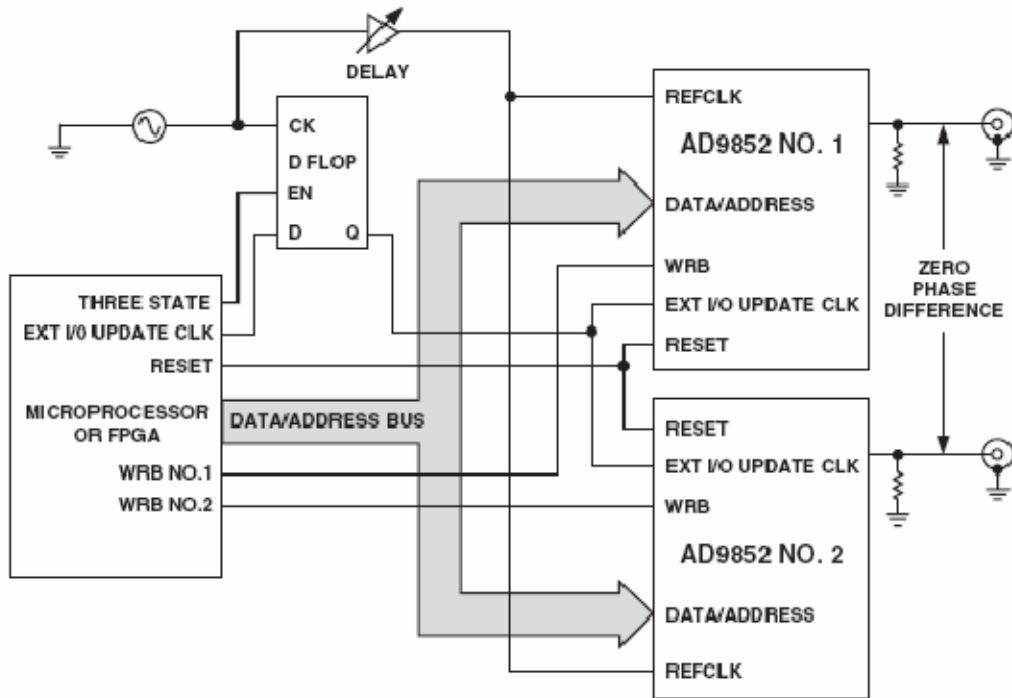 DELAY
CK
D FLOP
EN
D Q
THREE STATE
EXT I/0 UPDATE CLK
RESET
MICROPROCESSOR
OR FPGA
WRB NO.1
WRB NO.2
DATA/ADDRESS BUS
REFCLK
AD9852 NO. 1
DATA/ADDRESS
WRB
EXT I/O UPDATE CLK
RESET
RESET
EXT I/O UPDATE CLK
WRB
AD9852 NO. 2
DATA/ADDRESS
REFCLK
ZERO
PHASE
DIFFERENCE